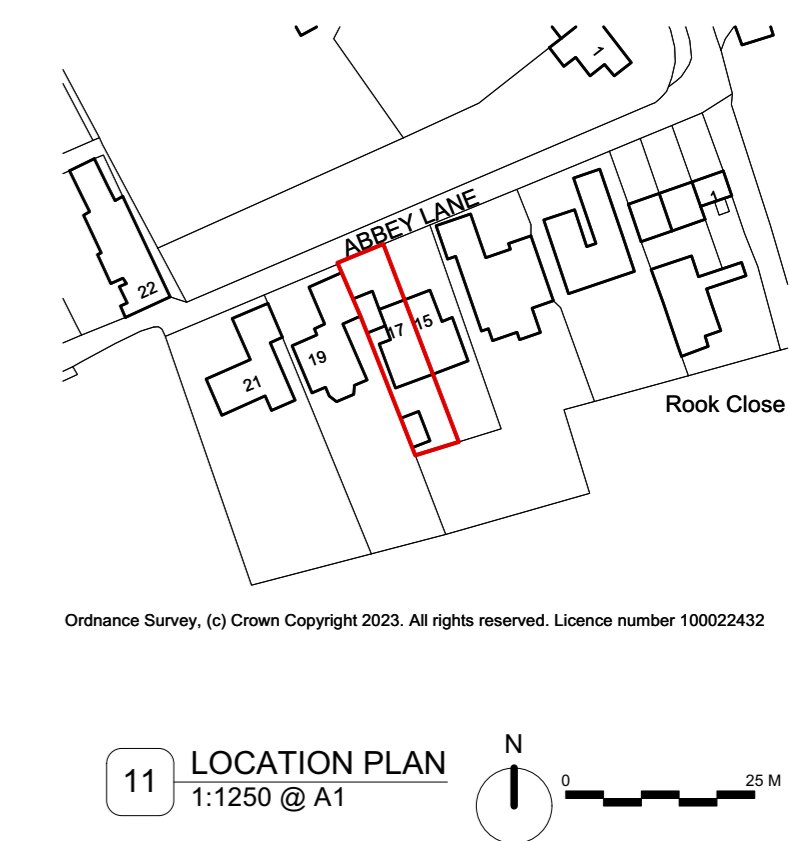 1
ABBEY LANE
1
22
17
15
19
21
Rook Close
Ordnance Survey, (c) Crown Copyright 2023. All rights reserved. Licence number 100022432
N
11
LOCATION PLAN
0
25 M
1:1250 @ A1